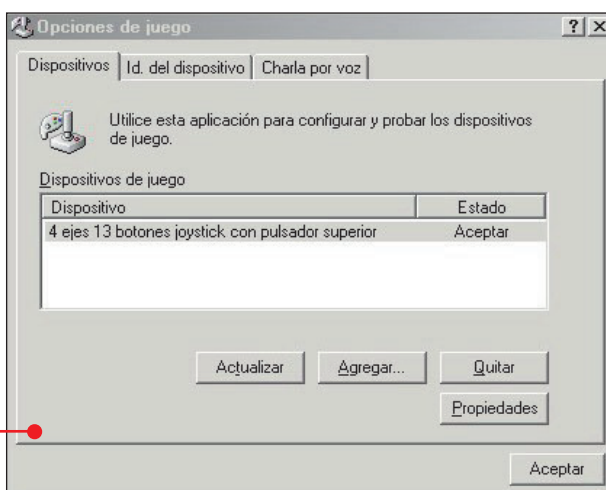 Opciones de juego
Dispositivos Id. del dispositivo Charla por voz
Utilice esta aplicación para configurar y probar los dispositivos
de juego.
Dispositivos de juego
Dispositivo Estado
4 ejes 13 botones joystick con pulsador superior Aceptar
Actualizar Agregar... Quitar
Propiedades
Aceptar